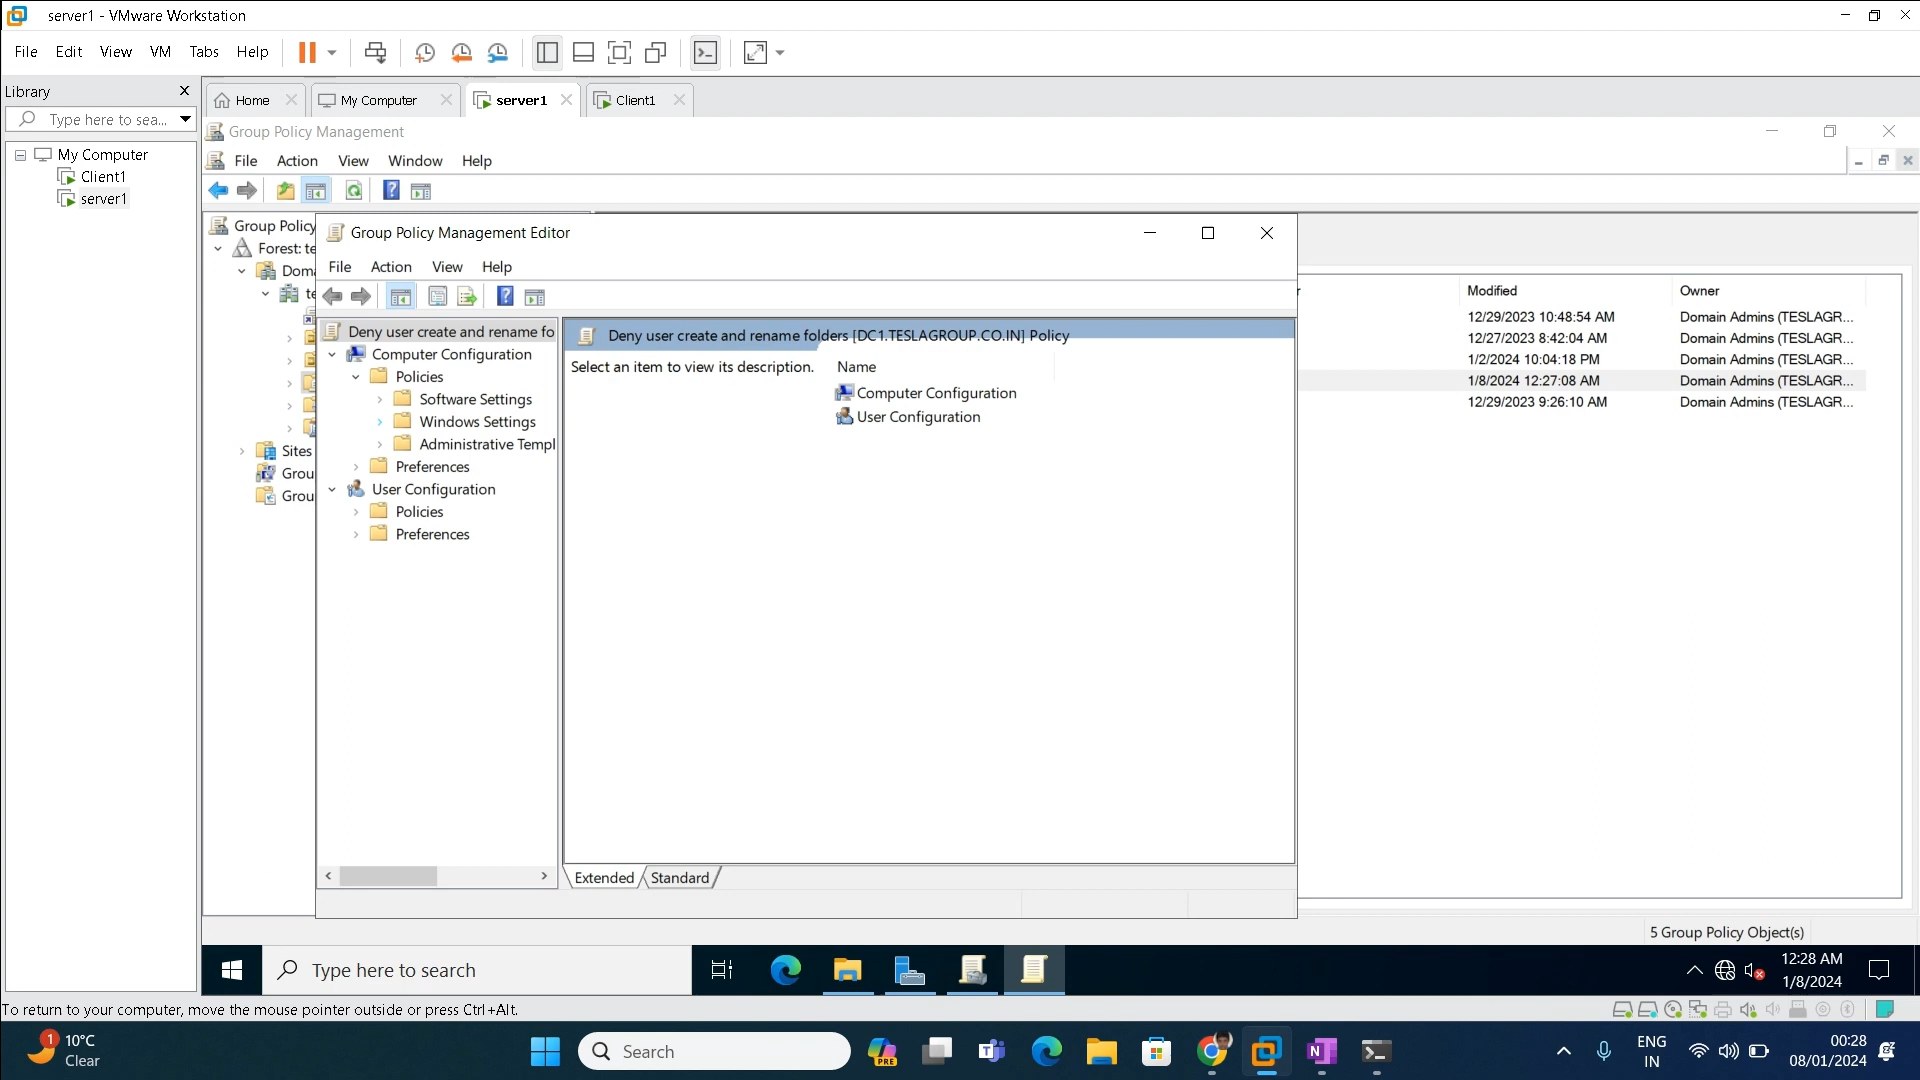 server1 - VMware Workstation
File Edit View VM Tabs Help
Library
Type here to sea...
My Computer
Client1
server1
Home
My Computer
server1
Client1
Group Policy Management
File Action View Window Help
Group Policy
Forest: te
Doma
te
Sites
Grou
Grou
Group Policy Management Editor
File Action View Help
Deny user create and rename fo
Computer Configuration
Policies
Software Settings
Windows Settings
Administrative Templ
Preferences
User Configuration
Policies
Preferences
Deny user create and rename folders [DC1.TESLAGROUP.CO.IN] Policy
Select an item to view its description.
Name
Computer Configuration
User Configuration
Extended Standard
Modified Owner
12/29/2023 10:48:54 AM Domain Admins (TESLAGR...
12/27/2023 8:42:04 AM Domain Admins (TESLAGR...
1/2/2024 10:04:18 PM Domain Admins (TESLAGR...
1/8/2024 12:27:08 AM Domain Admins (TESLAGR...
12/29/2023 9:26:10 AM Domain Admins (TESLAGR...
5 Group Policy Object(s)
Type here to search
12:28 AM
1/8/2024
To return to your computer, move the mouse pointer outside or press Ctrl+Alt.
1
10°C
Clear
Search
PRE
ENG
IN
00:28
08/01/2024